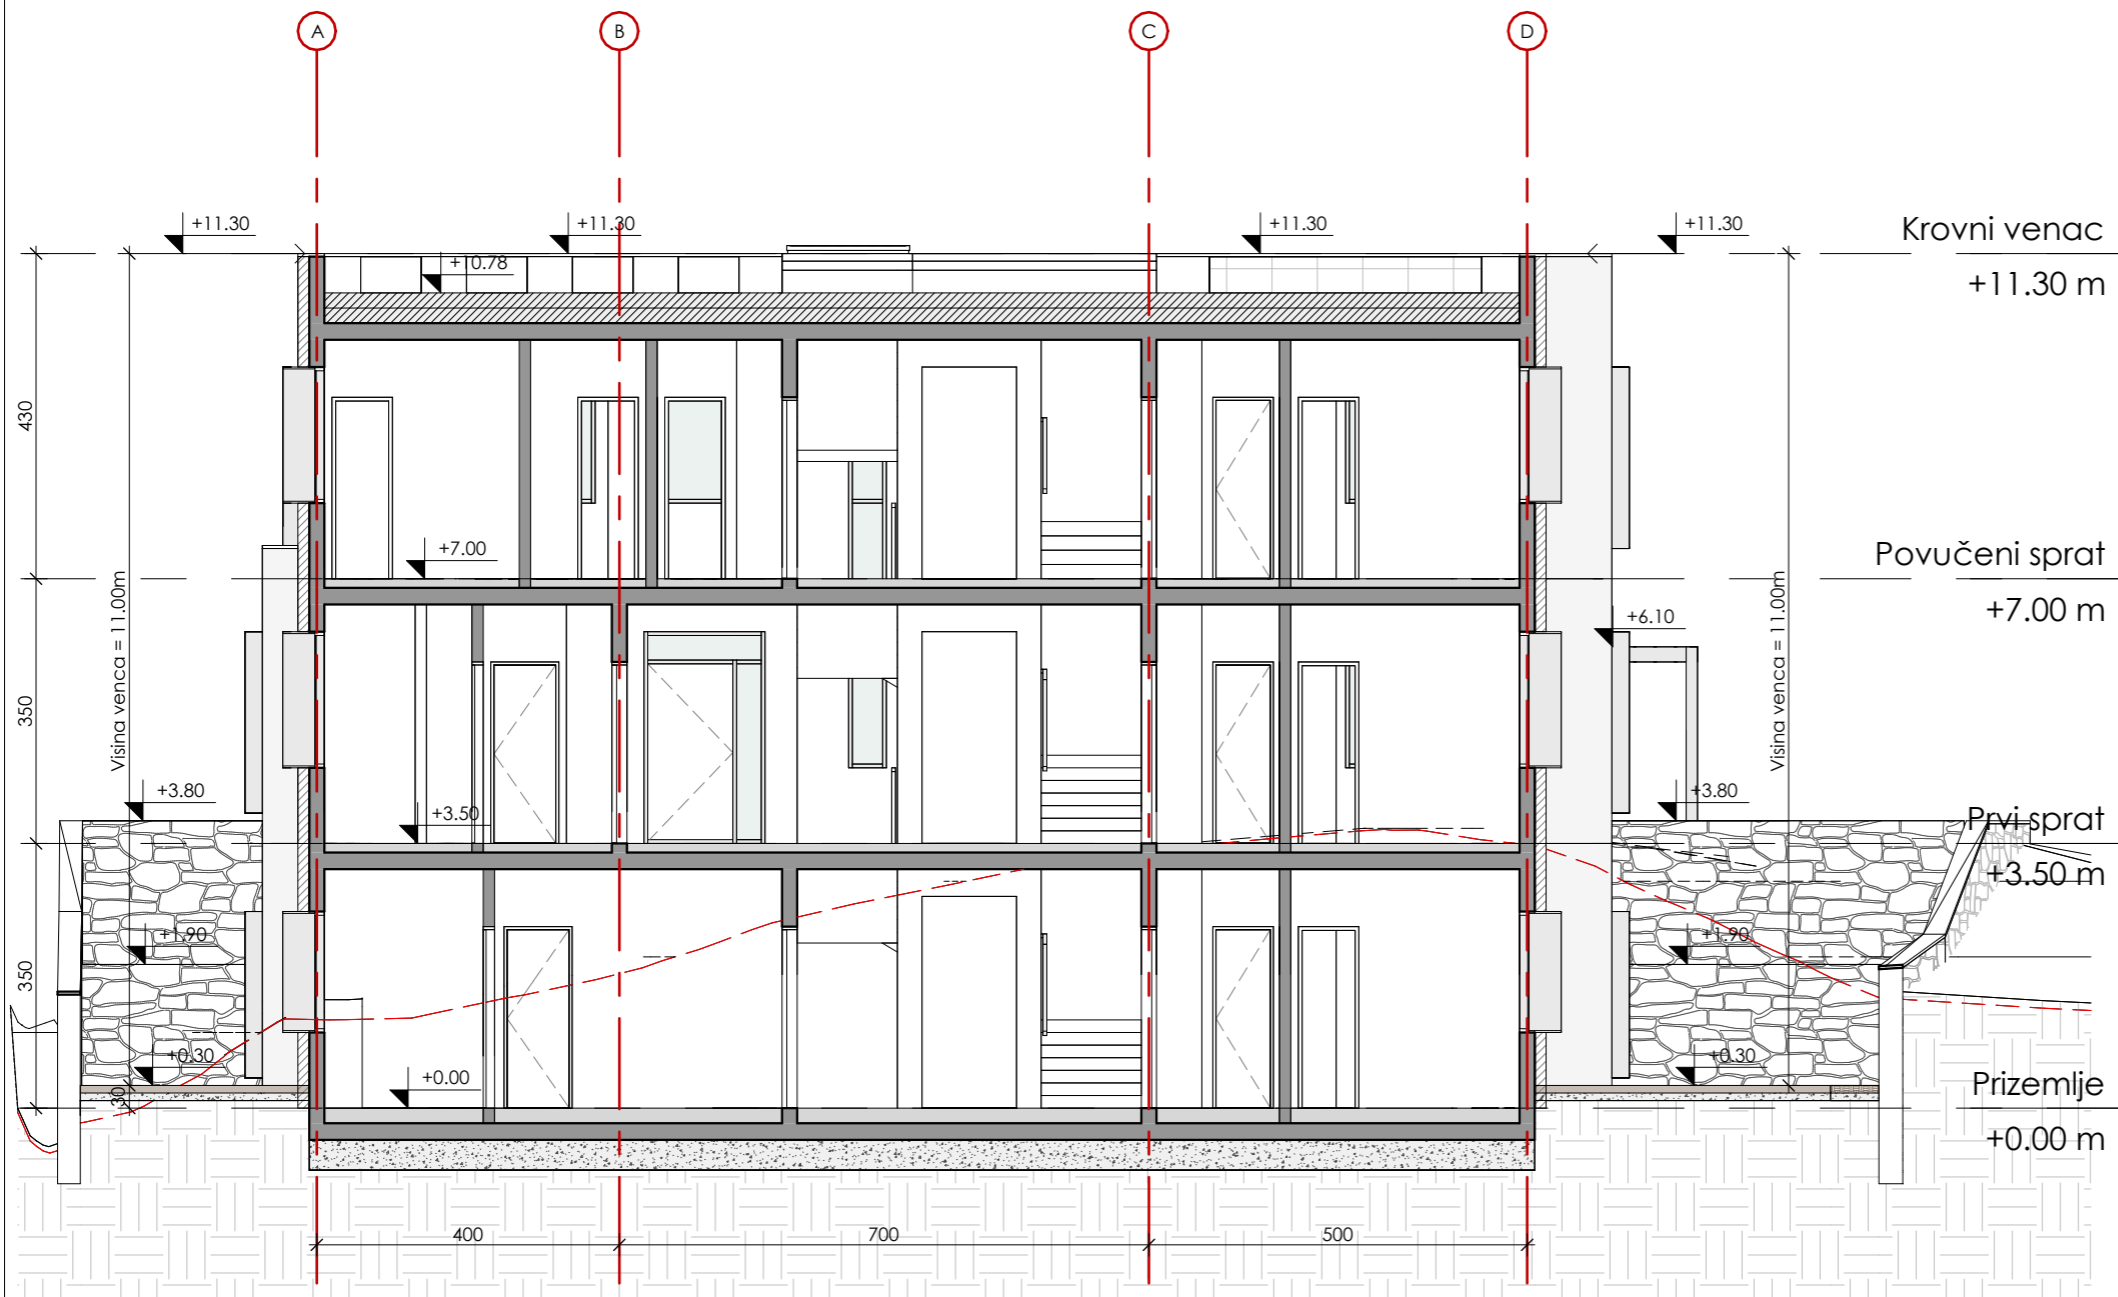 A
B
C
D
+11.30
+11.30
+11.30
+11.30
Krovni venac
+11.30 m
+10.78
430
+7.00
Povučeni sprat
+7.00 m
+6.10
Visina venca = 11.00m
Visina venca = 11.00m
350
+3.80
+3.80
+3.50
Prvi sprat
+3.50 m
+1.90
+1.90
350
+0.30
+0.30
30
+0.00
Prizemlje
+0.00 m
400
700
500